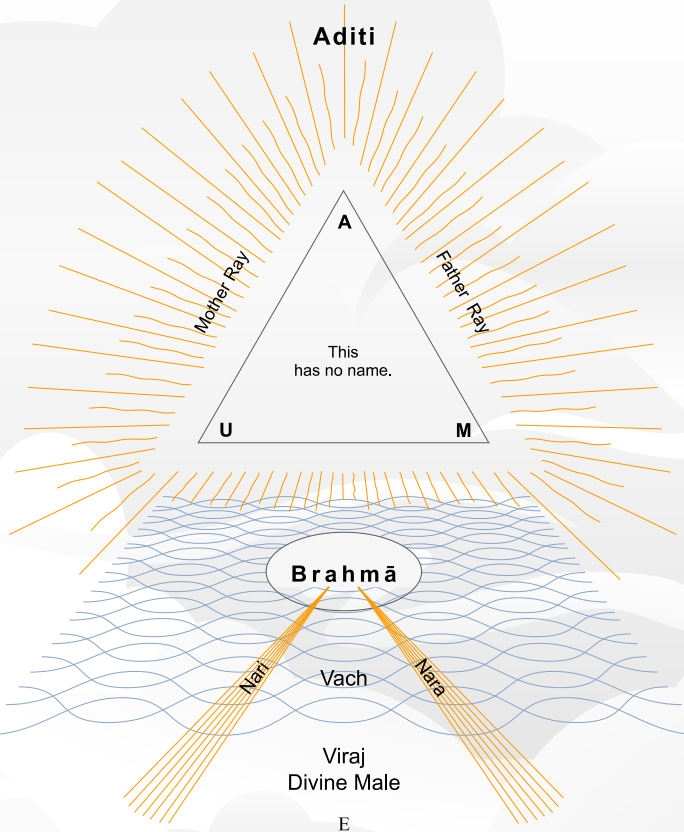 Aditi
A
Mother Ray
Father Ray
This
has no name.
U
M
Brahmā
Nari
Vach
Nara
Viraj
Divine Male
E